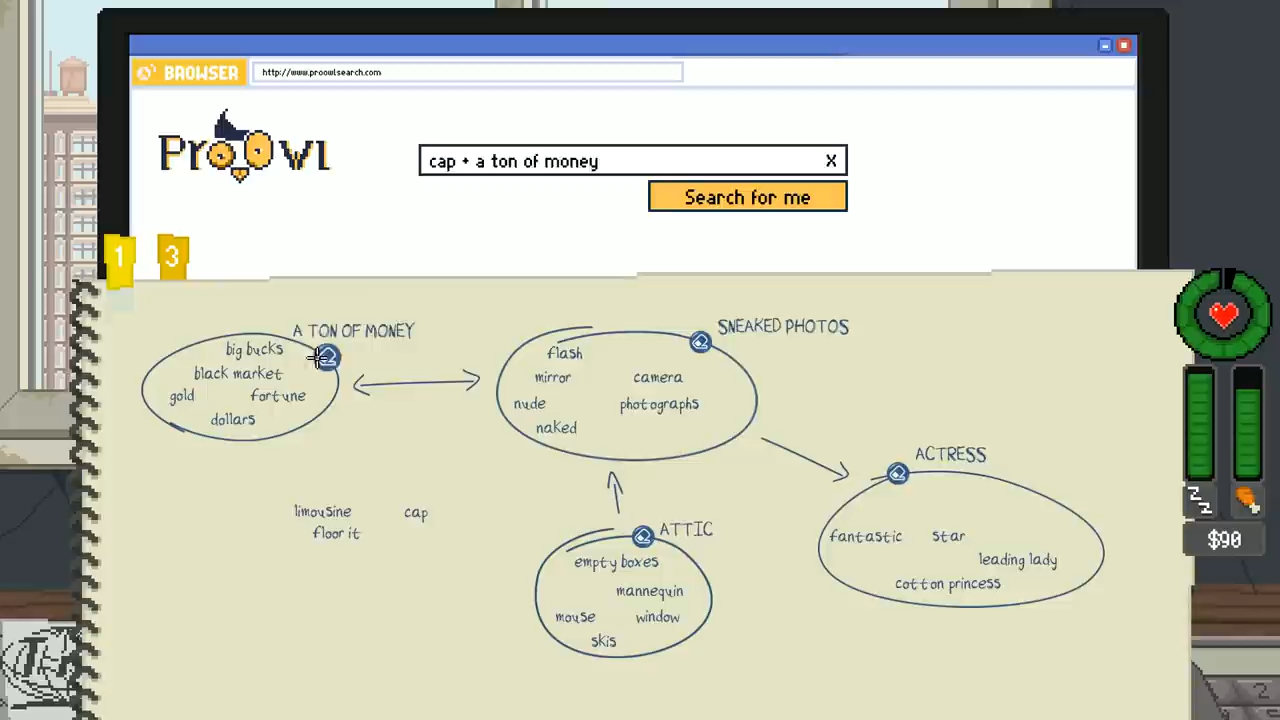 BROWSER
http://www.proowlsearch.com
PrOOwl
cap + a ton of money X
Search for me
1 3
A TON OF MONEY
big bucks
black market
gold fortune
dollars
SNEAKED PHOTOS
flash
mirror camera
nude photographs
naked
ACTRESS
fantastic star
leading lady
cotton princess
limousine cap
floor it
ATTIC
empty boxes
mannequin
mouse window
skis
$90